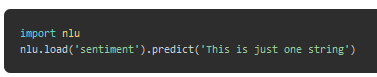 import nlu
nlu.load('sentiment').predict('This is just one string')